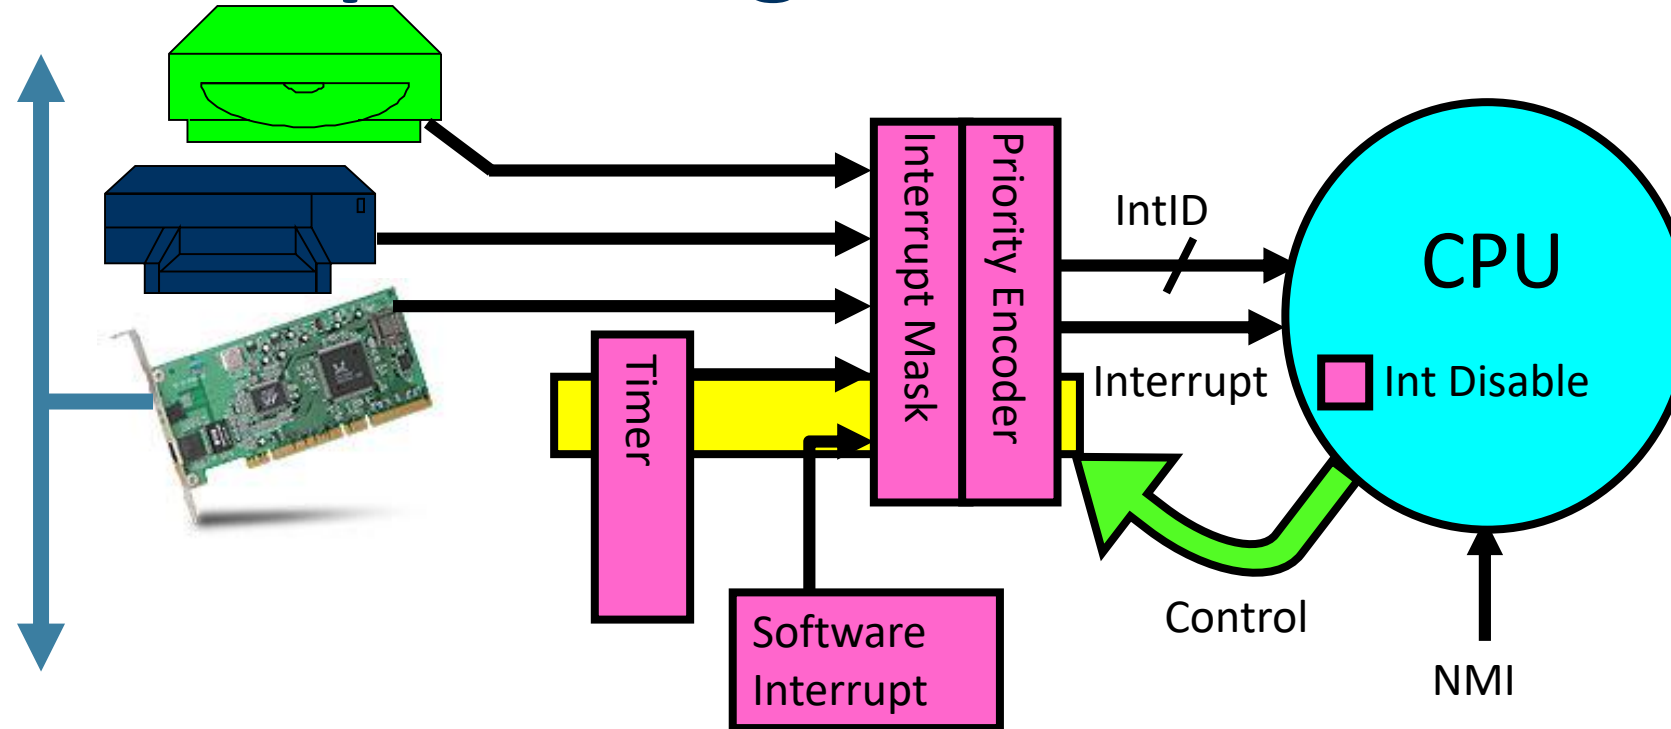 Interrupt Mask
Priority Encoder
IntID
CPU
Interrupt
Int Disable
Timer
Control
Software
Interrupt
NMI